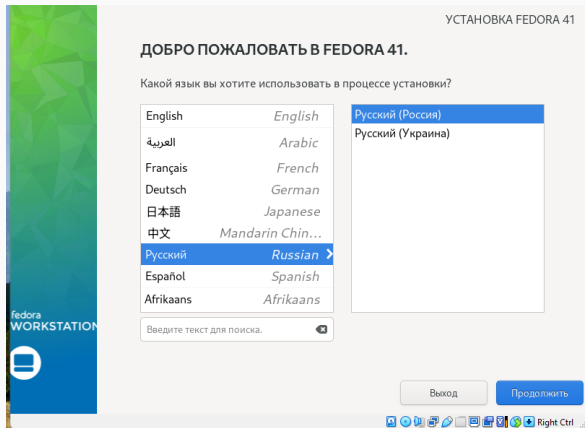 УСТАНОВКА FEDORA 41
ДОБРО ПОЖАЛОВАТЬ В FEDORA 41.
Какой язык вы хотите использовать в процессе установки?
English English
العربية Arabic
Français French
Deutsch German
日本語 Japanese
中文 Mandarin Chin...
Русский Russian
Español Spanish
Afrikaans Afrikaans
Введите текст для поиска.
Русский (Россия)
Русский (Украина)
fedora
WORKSTATION
Выход
Продолжить
Right Ctrl